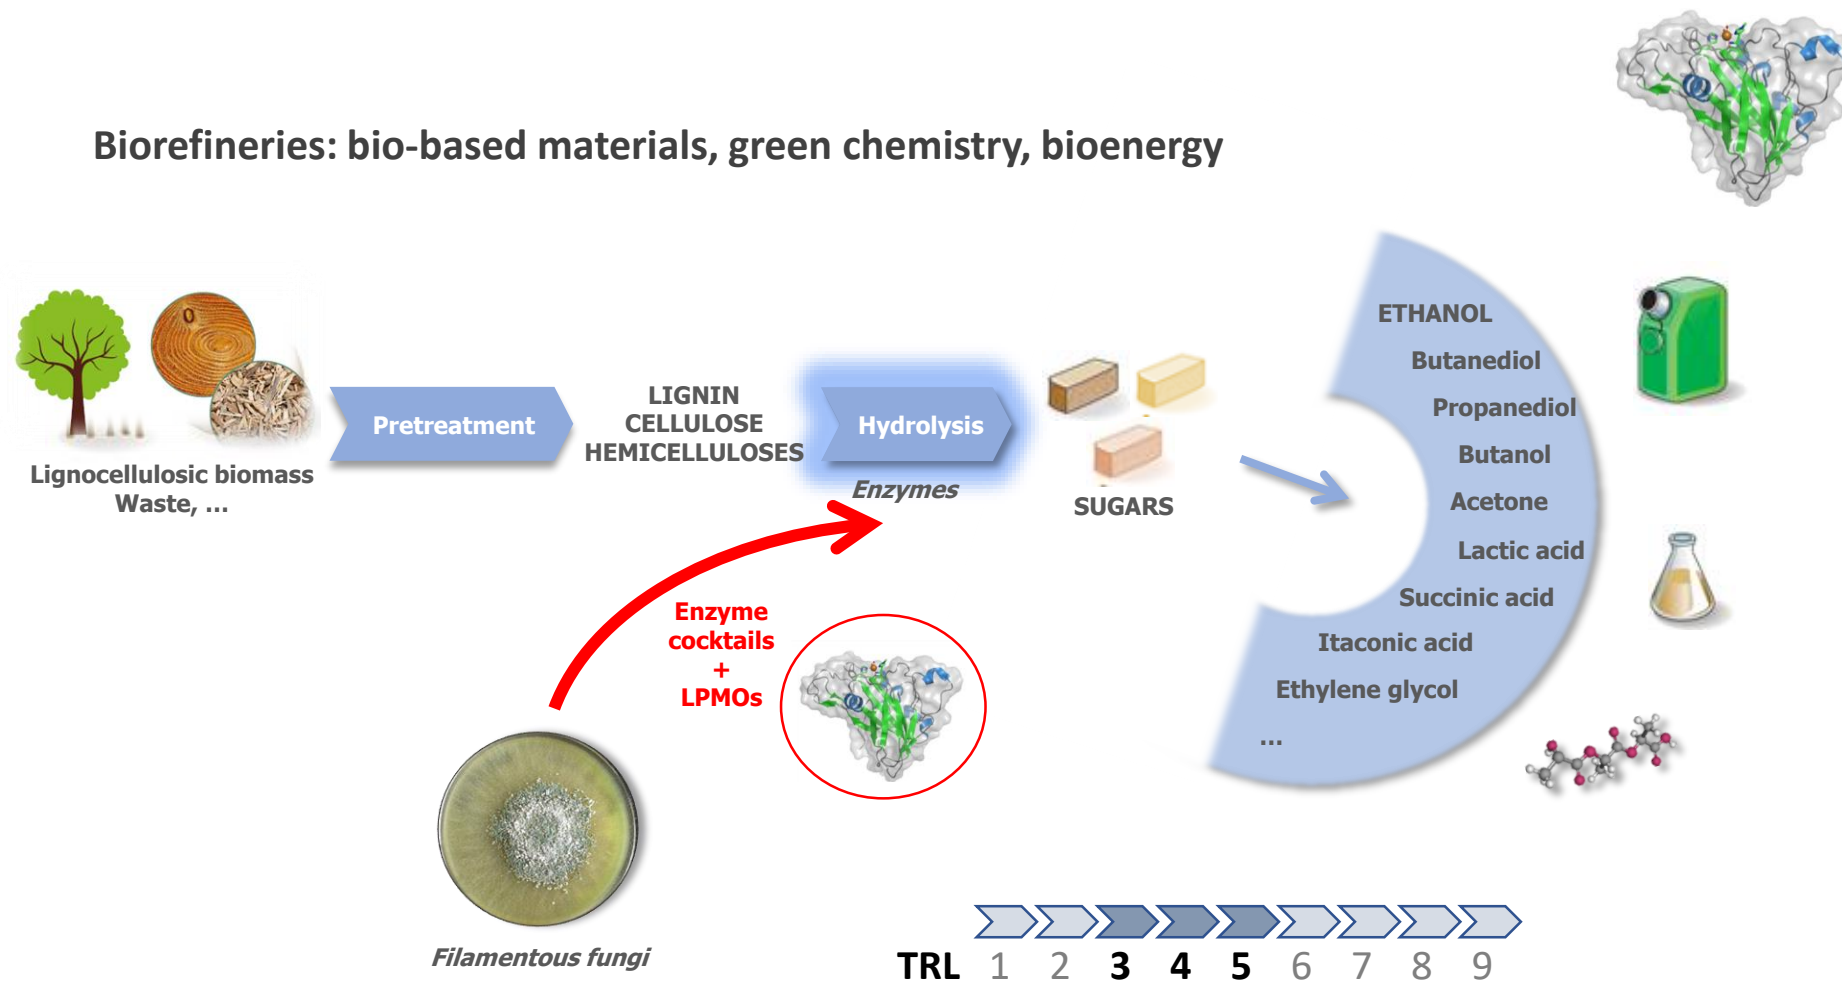 Biorefineries: bio-based materials, green chemistry, bioenergy
Lignocellulosic biomass
Waste, ...
Pretreatment
LIGNIN
CELLULOSE
HEMICELLULOSES
Hydrolysis
Enzymes
SUGARS
ETHANOL
Butanediol
Propanediol
Butanol
Acetone
Lactic acid
Succinic acid
Itaconic acid
Ethylene glycol
...
Enzyme
cocktails
+
LPMOs
Filamentous fungi
TRL 1 2 3 4 5 6 7 8 9